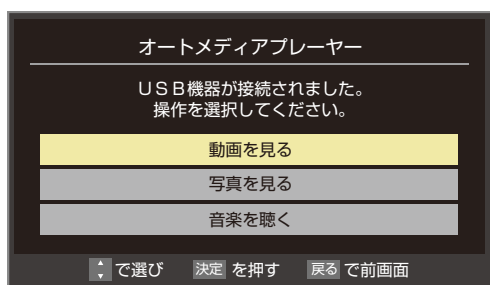 オートメディアプレーヤー
ＵＳＢ機器が接続されました。
操作を選択してください。
動画を見る
写真を見る
音楽を聴く
で選び 決定 を押す 戻る で前画面